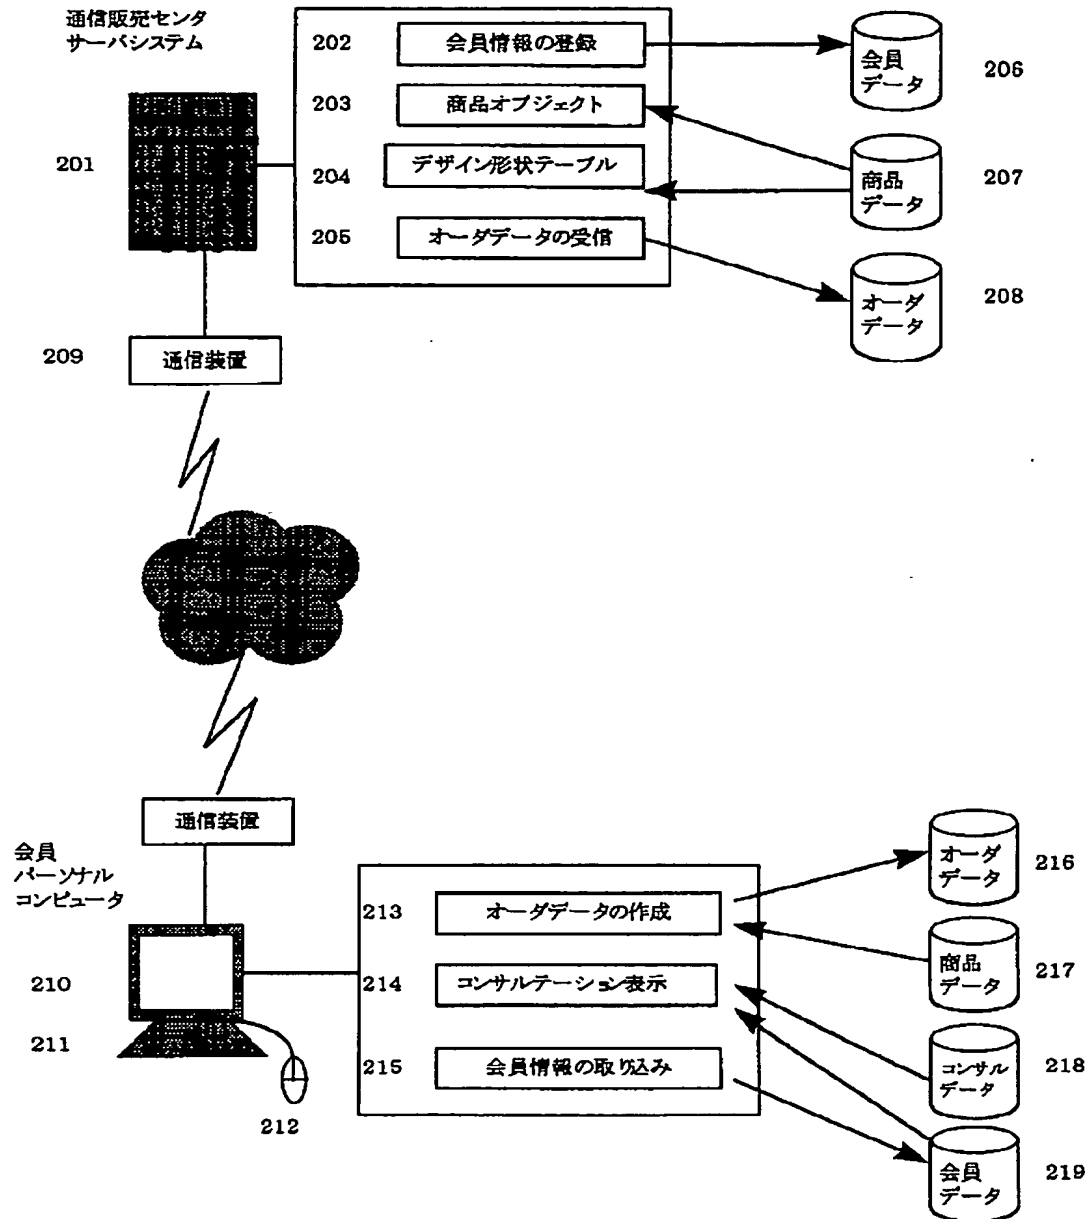 通信販売センタ
サーバシステム
201
202
会員情報の登録
203
商品オブジェクト
204
デザイン形状テーブル
205
オーダデータの受信
会員
データ
206
商品
データ
207
オーダ
データ
208
209
通信装置
通信装置
会員
パーソナル
コンピュータ
210
211
212
213
オーダデータの作成
214
コンサルテーション表示
215
会員情報の取り込み
オーダ
データ
216
商品
データ
217
コンサル
データ
218
会員
データ
219